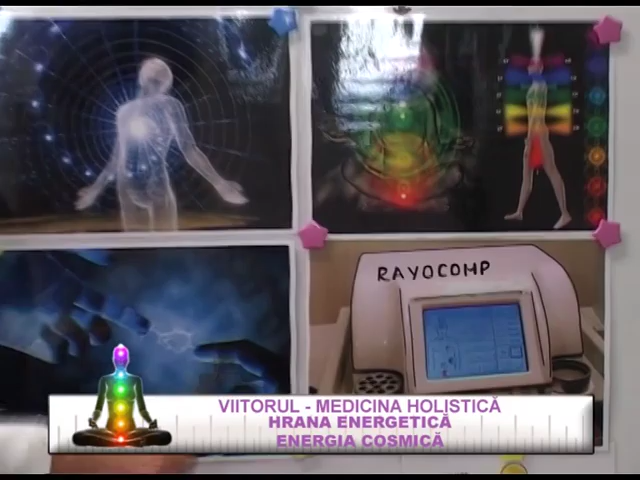 RAYOCOMP
VIITORUL - MEDICINA HOLISTICĂ
HRANA ENERGETICĂ
ENERGIA COSMICĂ